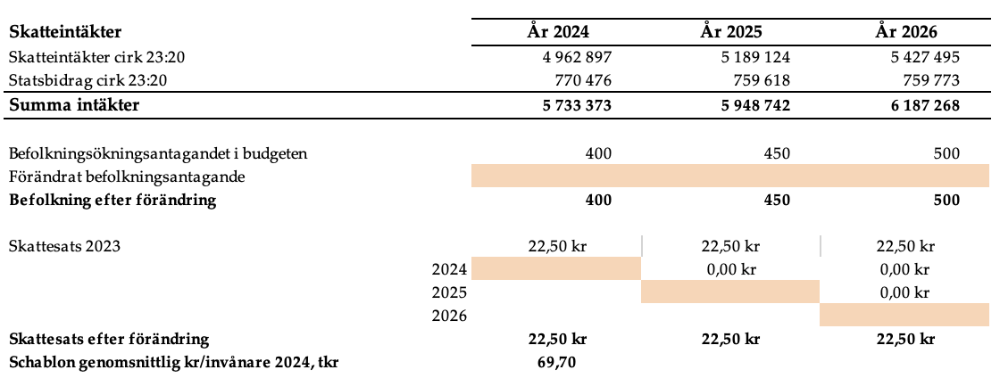 Skatteintäkter År 2024 År 2025 År 2026
Skatteintäkter cirk 23:20 4 962 897 5 189 124 5 427 495
Statsbidrag cirk 23:20 770 476 759 618 759 773
Summa intäkter 5 733 373 5 948 742 6 187 268
Befolkningsökningsantagandet i budgeten 400 450 500
Förändrat befolkningsantagande
Befolkning efter förändring 400 450 500
Skattesats 2023 22,50 kr 22,50 kr 22,50 kr
2024 0,00 kr 0,00 kr
2025 0,00 kr
2026
Skattesats efter förändring 22,50 kr 22,50 kr 22,50 kr
Schablon genomsnittlig kr/invånare 2024, tkr 69,70